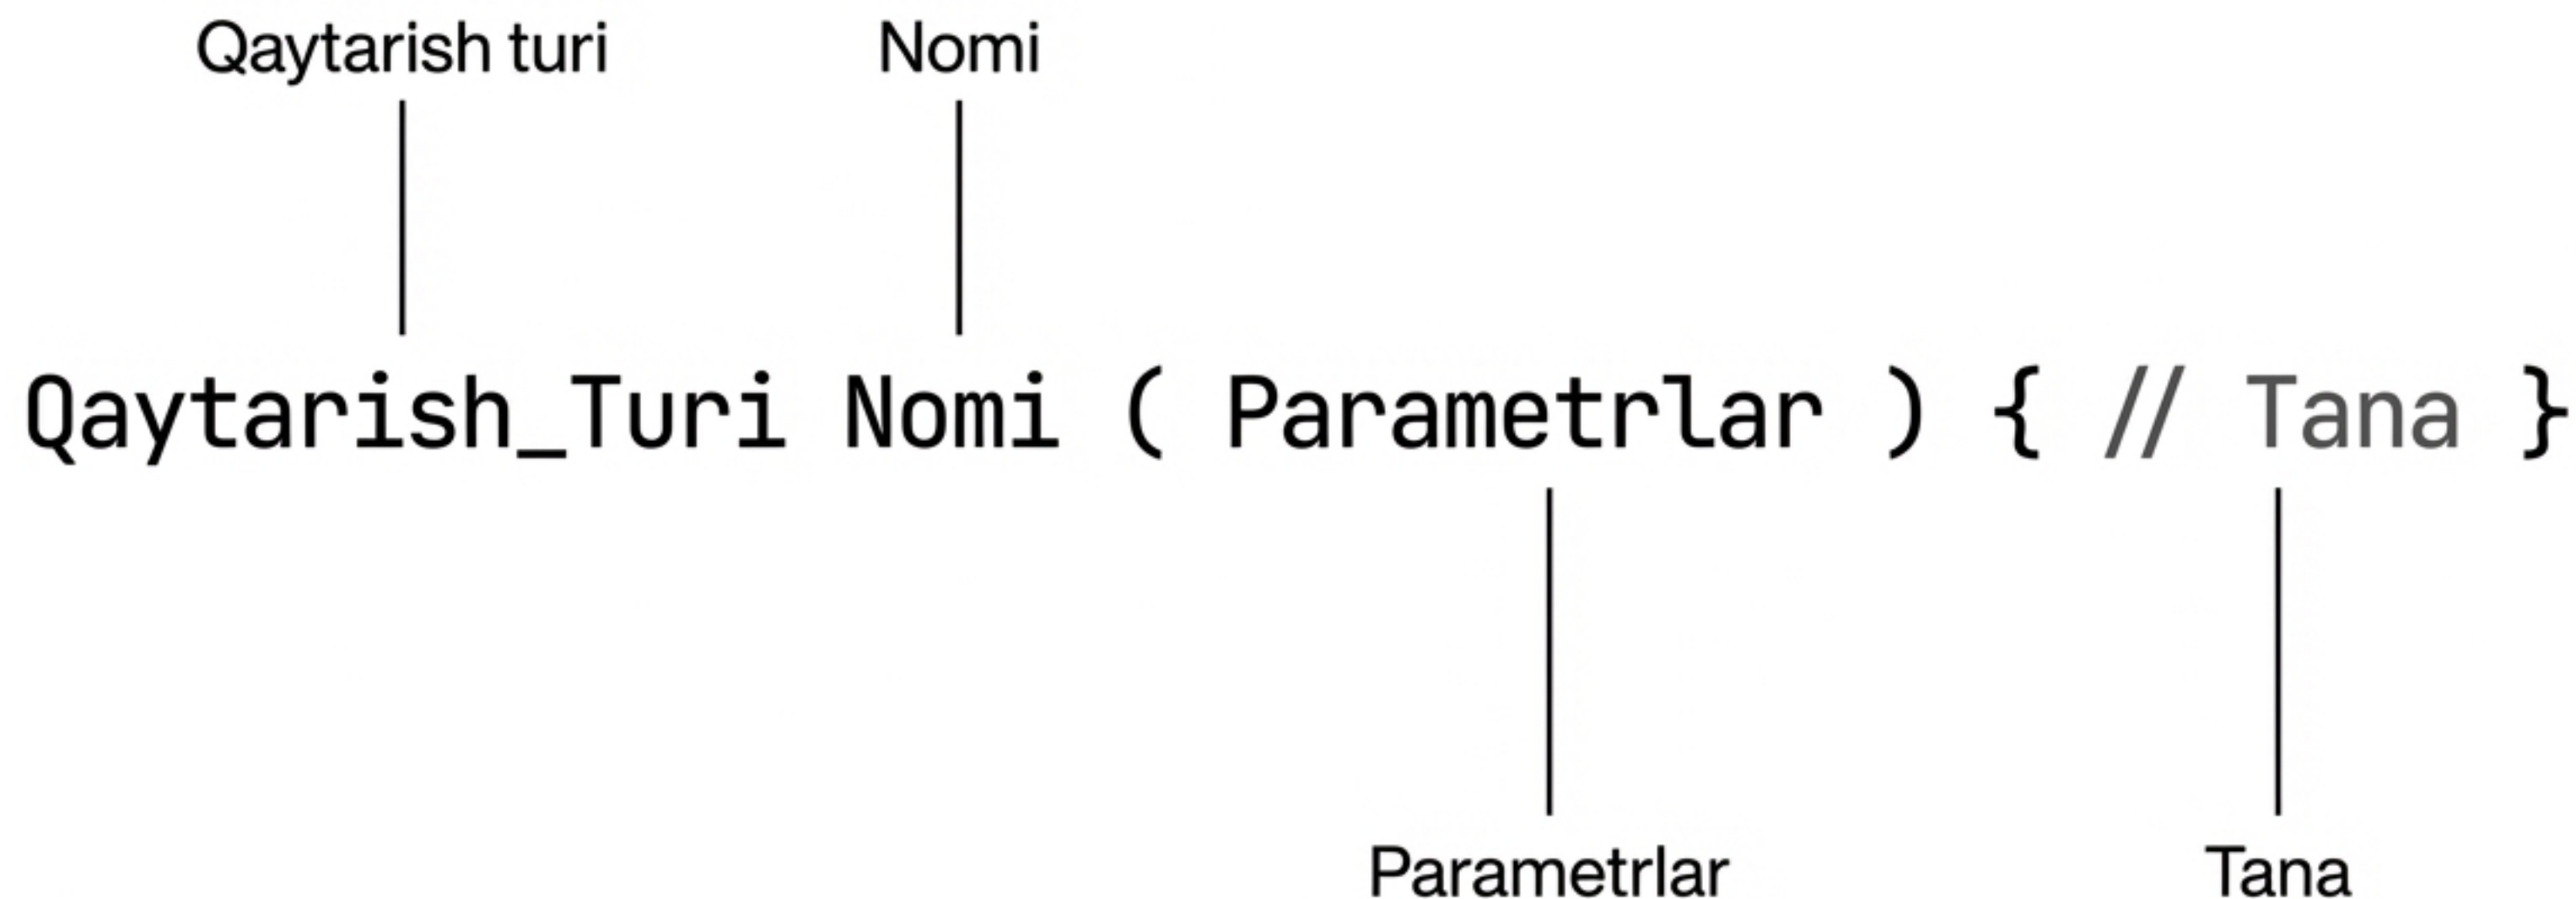 Qaytarish turi Nomi
Qaytarish_Turi Nomi ( Parametrlar ) { // Tana }
Parametrlar Tana